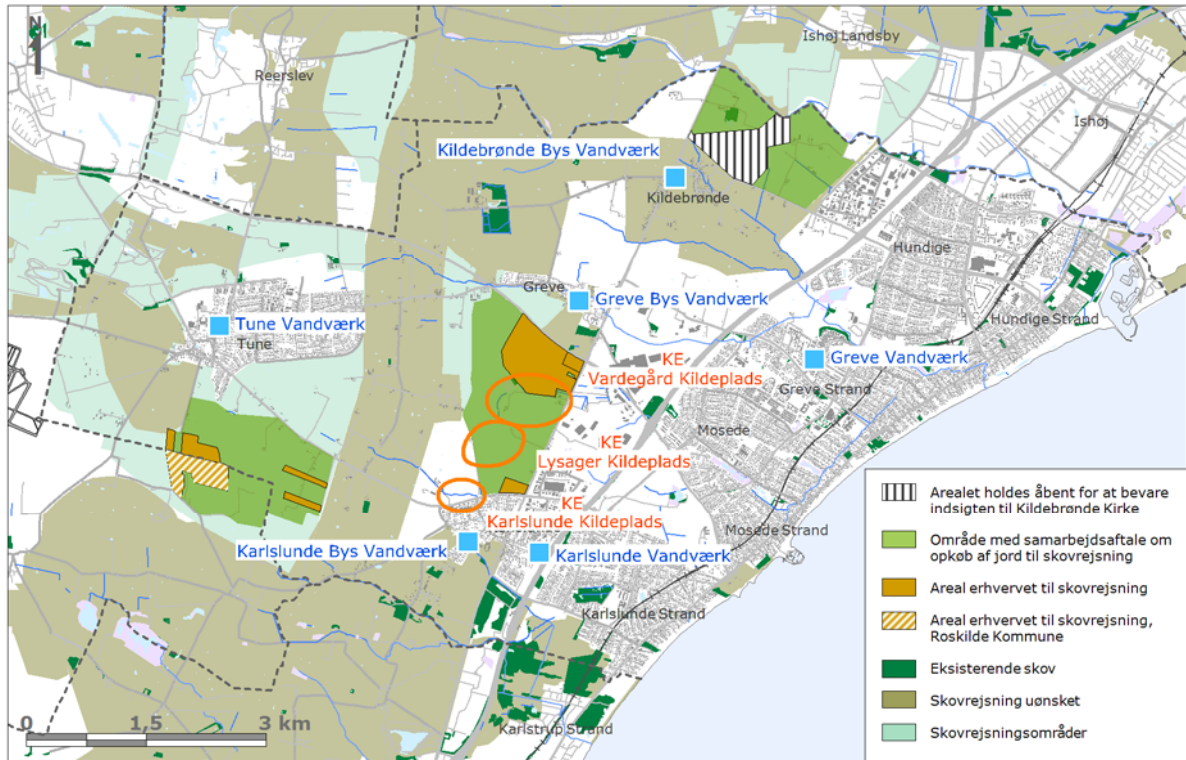 N
Ishøj Landsby
Reerslev
Ishøj
Kildebrønde Bys Vandværk
Kildebrønde
Hundige
Greve
Greve Bys Vandværk
Hundige Strand
Tune Vandværk
Tune
KE
Vardegård Kildeplads
Greve Vandværk
Greve Strand
Mosede
KE
Lysager Kildeplads
KE
Karlslunde Kildeplads
Mosede Strand
Karlslunde Bys Vandværk
Karlslunde Vandværk
Karlslunde Strand
Karlstrup Strand
0 1,5 3 km
Arealet holdes åbent for at bevare
indsigten til Kildebrønde Kirke
Område med samarbejdsaftale om
opkøb af jord til skovrejsning
Areal erhvervet til skovrejsning
Areal erhvervet til skovrejsning,
Roskilde Kommune
Eksisterende skov
Skovrejsning uønsket
Skovrejsningsområder